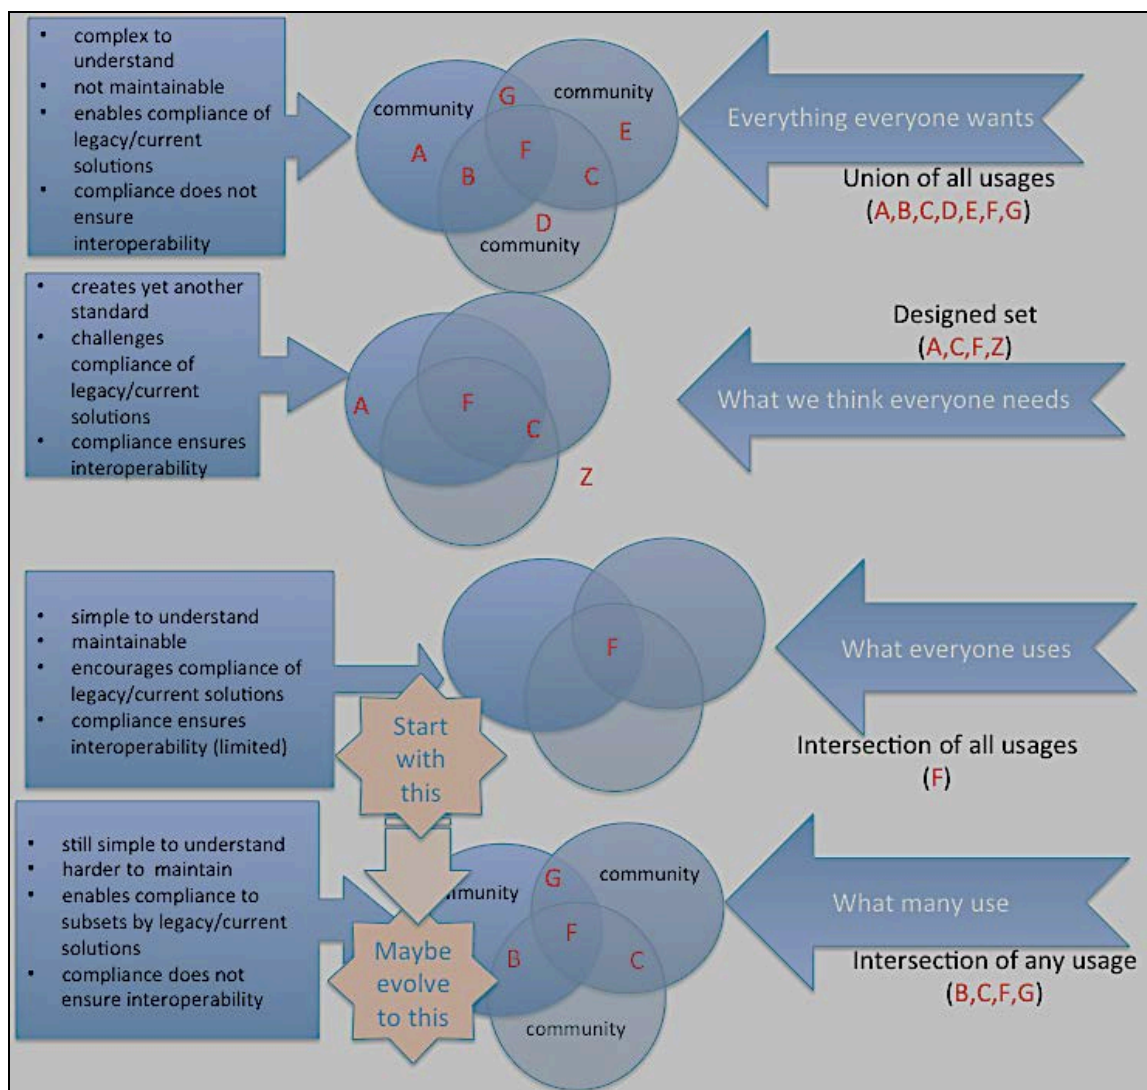 • complex to
understand
• not maintainable
• enables compliance of
legacy/current
solutions
• compliance does not
ensure
interoperability
community
G
community
A
B
F
E
C
D
community
Everything everyone wants
Union of all usages
(A,B,C,D,E,F,G)
• creates yet another
standard
• challenges
compliance of
legacy/current
solutions
• compliance ensures
interoperability
A
F
C
Z
Designed set
(A,C,F,Z)
What we think everyone needs
• simple to understand
• maintainable
• encourages compliance of
legacy/current solutions
• compliance ensures
interoperability (limited)
Start
with
this
F
What everyone uses
Intersection of all usages
(F)
• still simple to understand
• harder to maintain
• enables compliance to
subsets by legacy/current
solutions
• compliance does not
ensure interoperability
Maybe
evolve
to this
mmunity
G
community
F
B
C
community
What many use
Intersection of any usage
(B,C,F,G)